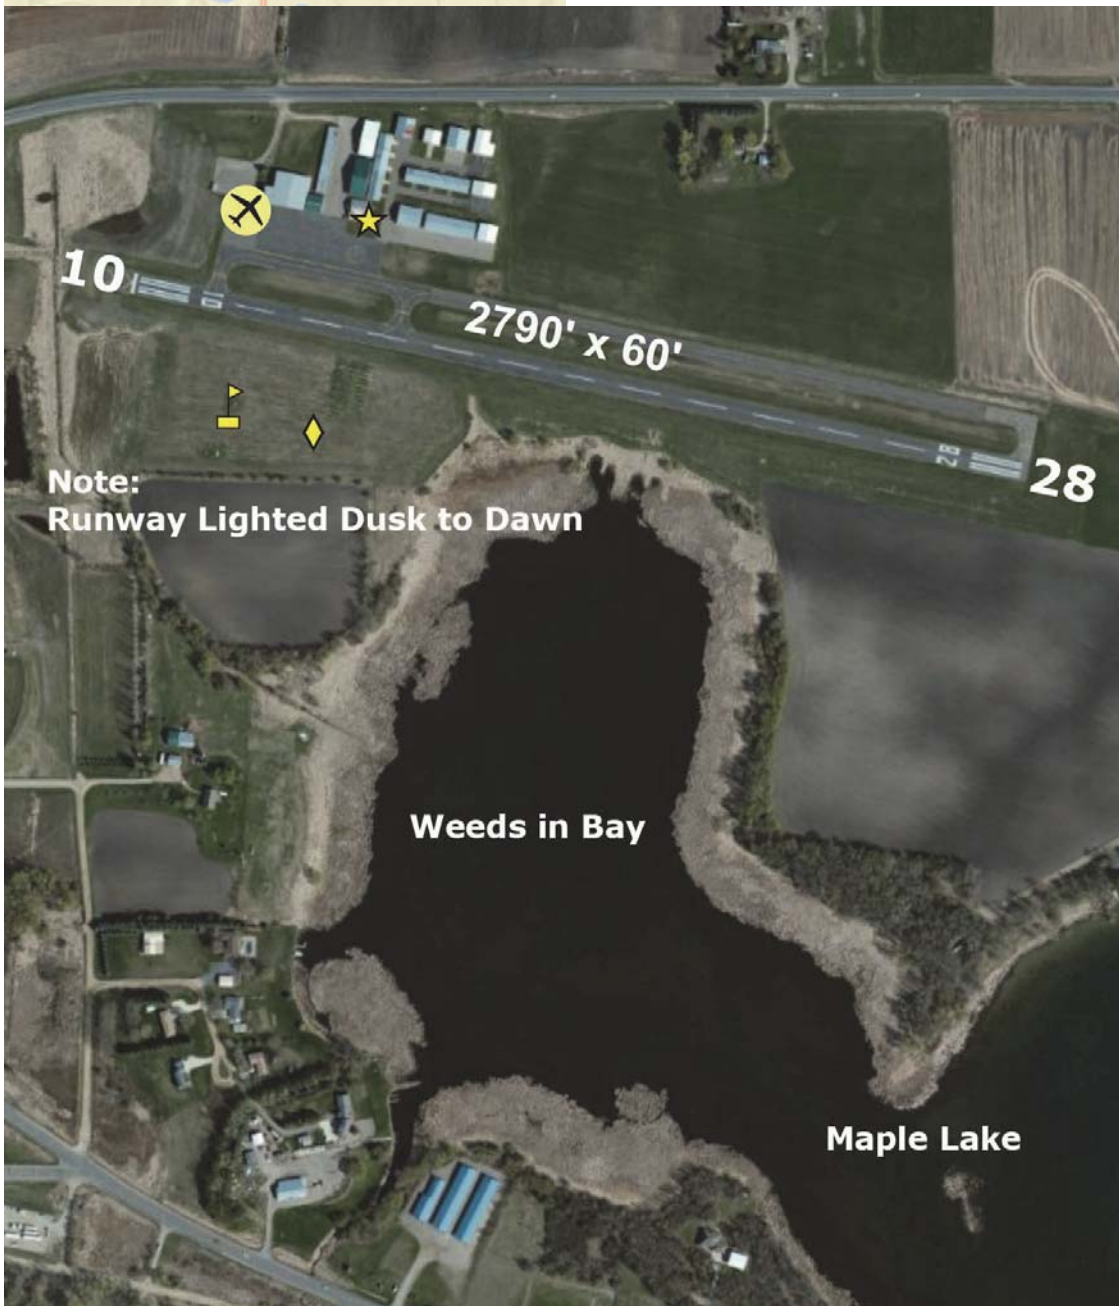 10
2790' x 60'
28
Note:
Runway Lighted Dusk to Dawn
Weeds in Bay
Maple Lake